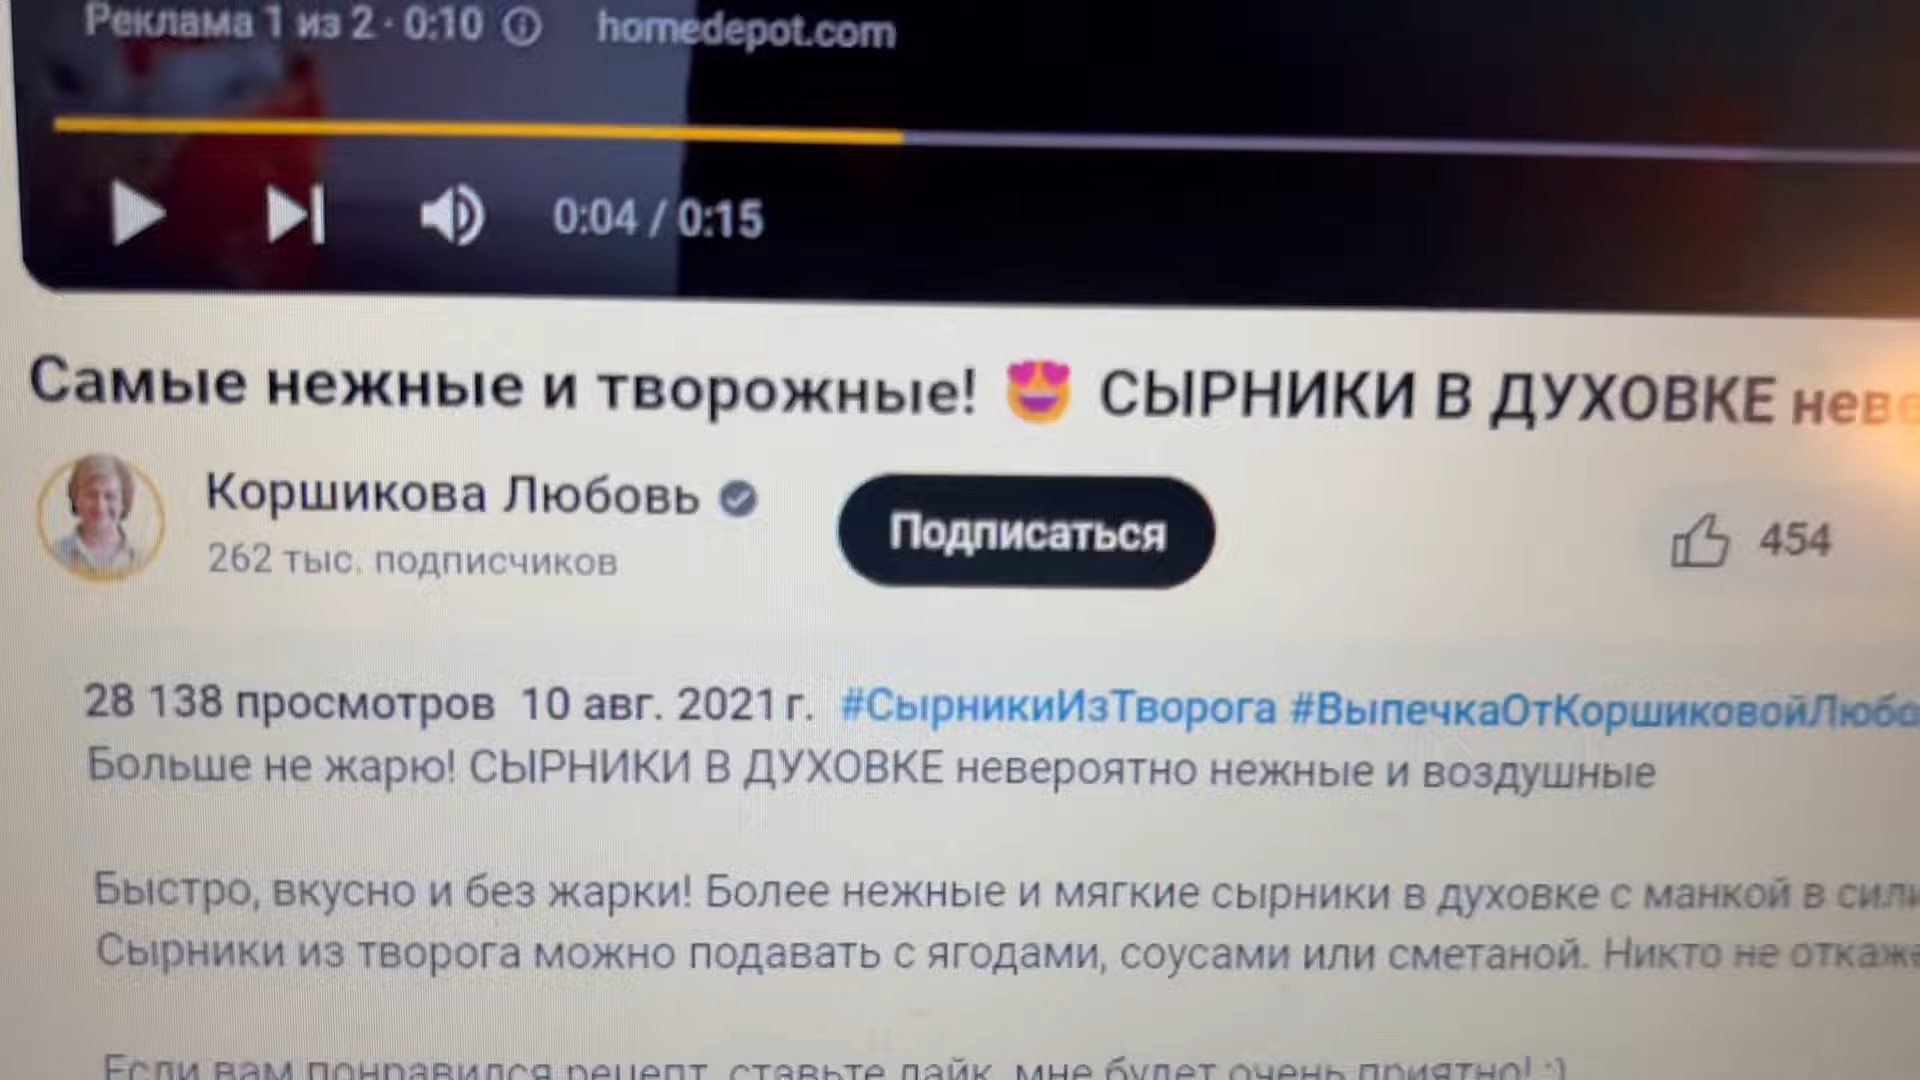 Реклама 1 из 2 · 0:10 homedepot.com
0:04 / 0:15
Самые нежные и творожные! 😍 СЫРНИКИ В ДУХОВКЕ неве
Коршикова Любовь
262 тыс. подписчиков
Подписаться
454
28 138 просмотров 10 авг. 2021 г. #СырникиИзТворога #ВыпечкаОтКоршиковойЛюбо
Больше не жарю! СЫРНИКИ В ДУХОВКЕ невероятно нежные и воздушные
Быстро, вкусно и без жарки! Более нежные и мягкие сырники в духовке с манкой в сили
Сырники из творога можно подавать с ягодами, соусами или сметаной. Никто не откаже
Если вам понравился рецепт, ставьте лайк, мне будет очень приятно! :)